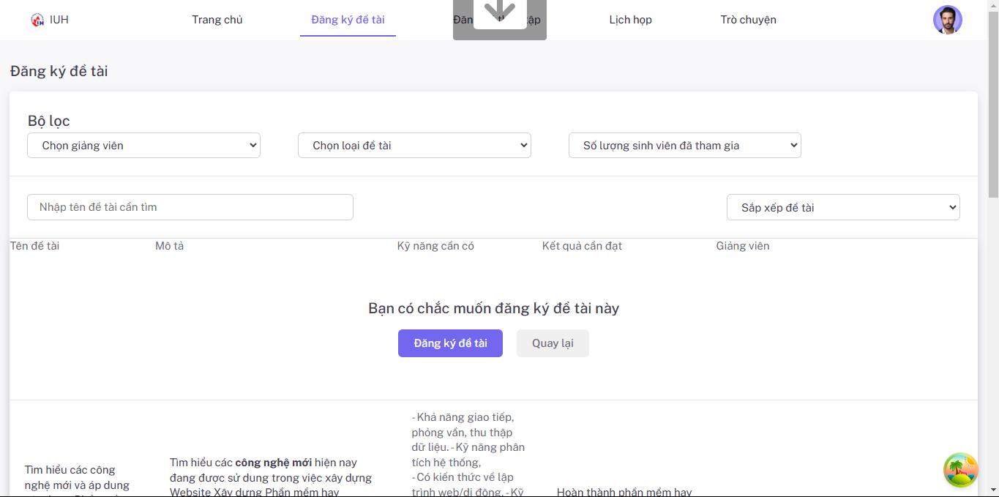 IUH
Trang chủ
Đăng ký đề tài
Đăn
ập
Lịch họp
Trò chuyện
Đăng ký đề tài
Bộ lọc
Chọn giảng viên
Chọn loại đề tài
Số lượng sinh viên đã tham gia
Nhập tên đề tài cần tìm
Sắp xếp đề tài
Tên đề tài
Mô tả
Kỹ năng cần có
Kết quả cần đạt
Giảng viên
Bạn có chắc muốn đăng ký đề tài này
Đăng ký đề tài
Quay lại
Tìm hiểu các công
nghệ mới và áp dung
Tìm hiểu các công nghệ mới hiện nay
đang được sử dung trong việc xây dựng
Website Xây dựng Phần mềm hay
- Khả năng giao tiếp,
phỏng vấn, thu thập
dữ liệu. - Kỹ năng phân
tích hệ thống,
- Có kiến thức về lập
trình web/di động, - Kỹ
Hoàn thành phần mềm hay